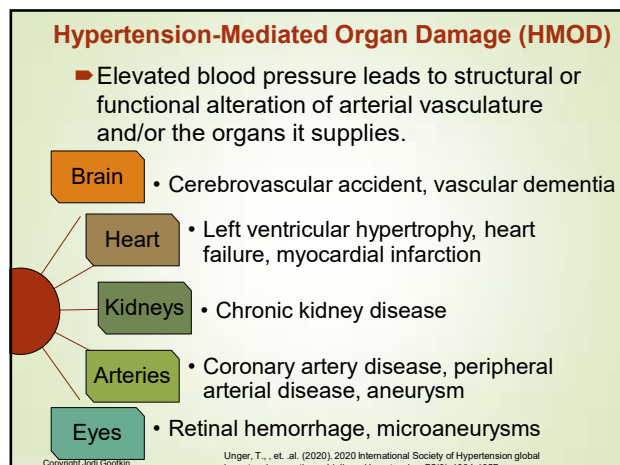 Hypertension-Mediated Organ Damage (HMOD)
Elevated blood pressure leads to structural or
functional alteration of arterial vasculature
and/or the organs it supplies.
Brain
• Cerebrovascular accident, vascular dementia
Heart
• Left ventricular hypertrophy, heart
failure, myocardial infarction
Kidneys
• Chronic kidney disease
Arteries
• Coronary artery disease, peripheral
arterial disease, aneurysm
Eyes
• Retinal hemorrhage, microaneurysms
Copyright Jodi Gootkin
Unger, T., , et. .al. (2020). 2020 International Society of Hypertension global